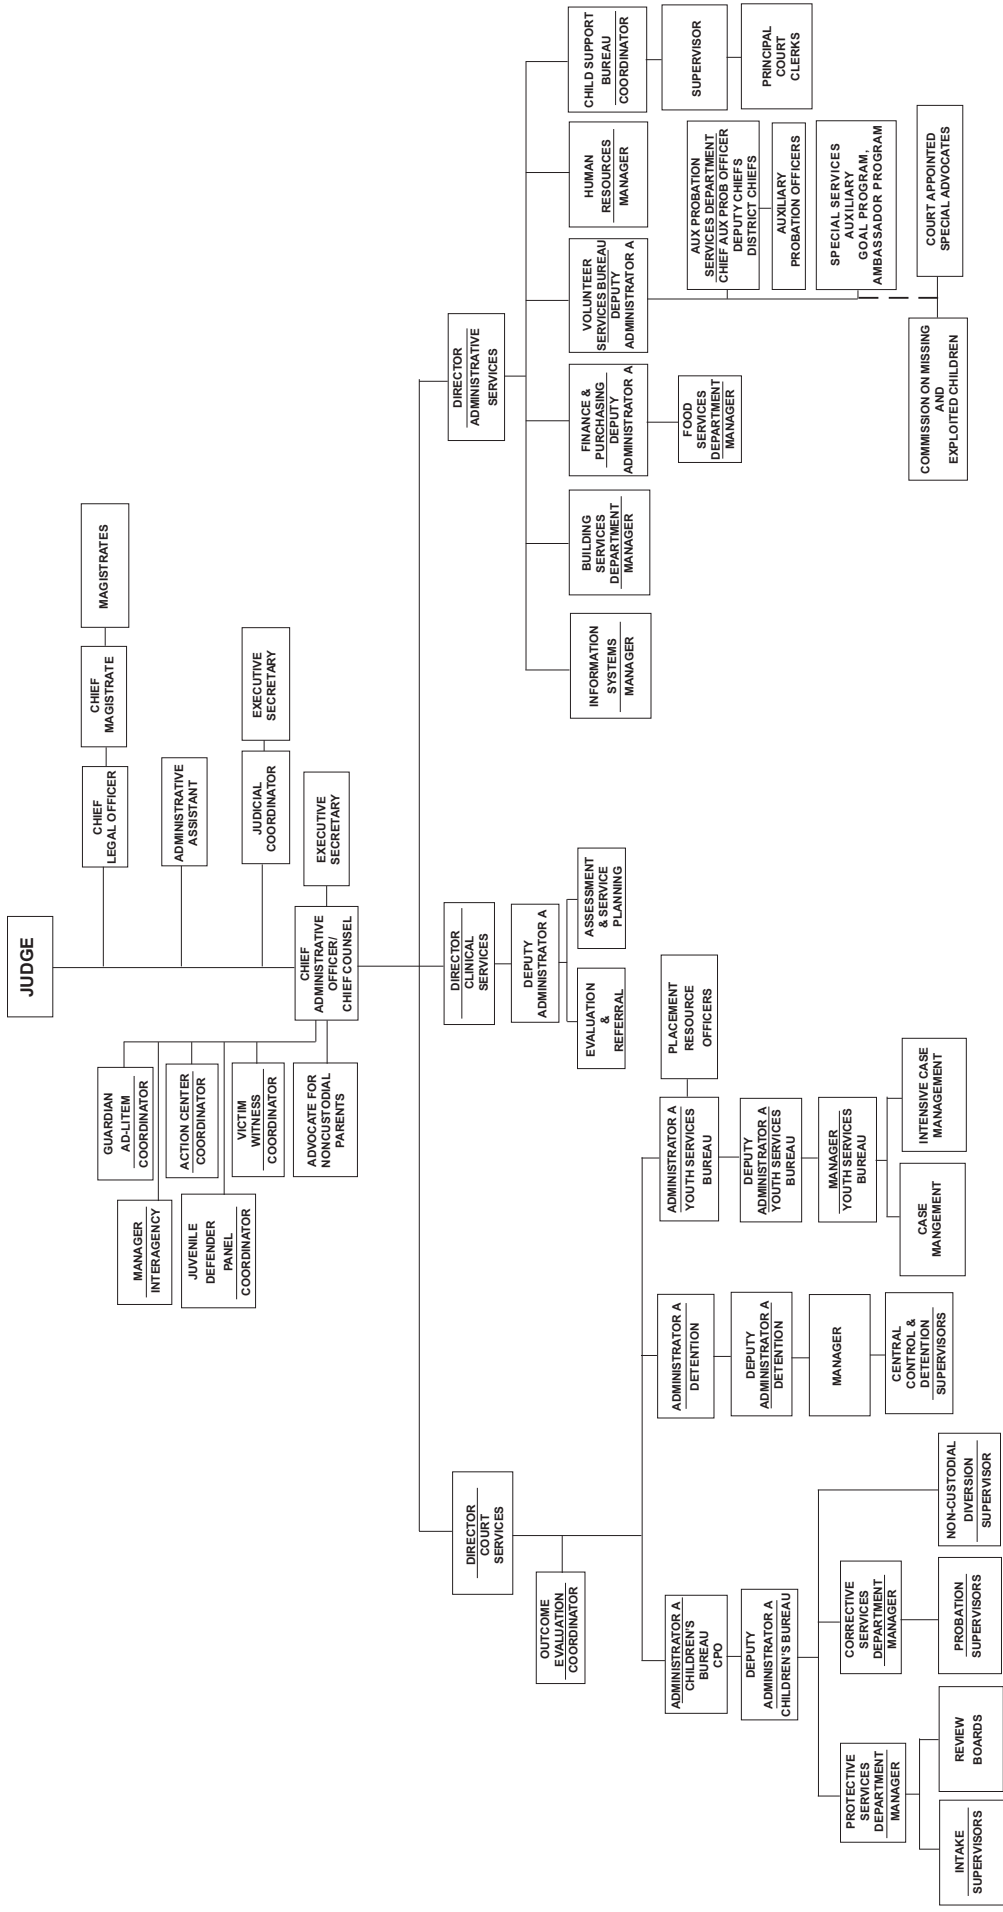 JUDGE
CHIEF
LEGAL OFFICER
CHIEF
MAGISTRATE
MAGISTRATES
ADMINISTRATIVE
ASSISTANT
JUDICIAL
COORDINATOR
EXECUTIVE
SECRETARY
CHIEF
ADMINISTRATIVE
OFFICER/
CHIEF COUNSEL
EXECUTIVE
SECRETARY
GUARDIAN
AD-LITEM
COORDINATOR
MANAGER
INTERAGENCY
ACTION CENTER
COORDINATOR
JUVENILE
DEFENDER
PANEL
COORDINATOR
VICTIM
WITNESS
COORDINATOR
ADVOCATE FOR
NONCUSTODIAL
PARENTS
DIRECTOR
COURT
SERVICES
OUTCOME
EVALUATION
COORDINATOR
ADMINISTRATOR A
CHILDREN'S
BUREAU
CPO
DEPUTY
ADMINISTRATOR A
CHILDREN'S BUREAU
PROTECTIVE
SERVICES
DEPARTMENT
MANAGER
INTAKE
SUPERVISORS
REVIEW
BOARDS
CORRECTIVE
SERVICES
DEPARTMENT
MANAGER
PROBATION
SUPERVISORS
NON-CUSTODIAL
DIVERSION
SUPERVISOR
ADMINISTRATOR A
DETENTION
DEPUTY
ADMINISTRATOR A
DETENTION
MANAGER
CENTRAL
CONTROL &
DETENTION
SUPERVISORS
ADMINISTRATOR A
YOUTH SERVICES
BUREAU
PLACEMENT
RESOURCE
OFFICERS
DEPUTY
ADMINISTRATOR A
YOUTH SERVICES
BUREAU
MANAGER
YOUTH SERVICES
BUREAU
CASE
MANGEMENT
INTENSIVE CASE
MANAGEMENT
DIRECTOR
CLINICAL
SERVICES
DEPUTY
ADMINISTRATOR A
EVALUATION
&
REFERRAL
ASSESSMENT
& SERVICE
PLANNING
DIRECTOR
ADMINISTRATIVE
SERVICES
INFORMATION
SYSTEMS
MANAGER
BUILDING
SERVICES
DEPARTMENT
MANAGER
FINANCE &
PURCHASING
DEPUTY
ADMINISTRATOR A
FOOD
SERVICES
DEPARTMENT
MANAGER
VOLUNTEER
SERVICES BUREAU
DEPUTY
ADMINISTRATOR A
AUX PROBATION
SERVICES DEPARTMENT
CHIEF AUX PROB OFFICER
DEPUTY CHIEFS
DISTRICT CHIEFS
AUXILIARY
PROBATION OFFICERS
SPECIAL SERVICES
AUXILIARY
GOAL PROGRAM,
AMBASSADOR PROGRAM
COMMISSION ON MISSING
AND
EXPLOITED CHILDREN
COURT APPOINTED
SPECIAL ADVOCATES
HUMAN
RESOURCES
MANAGER
CHILD SUPPORT
BUREAU
COORDINATOR
SUPERVISOR
PRINCIPAL
COURT
CLERKS